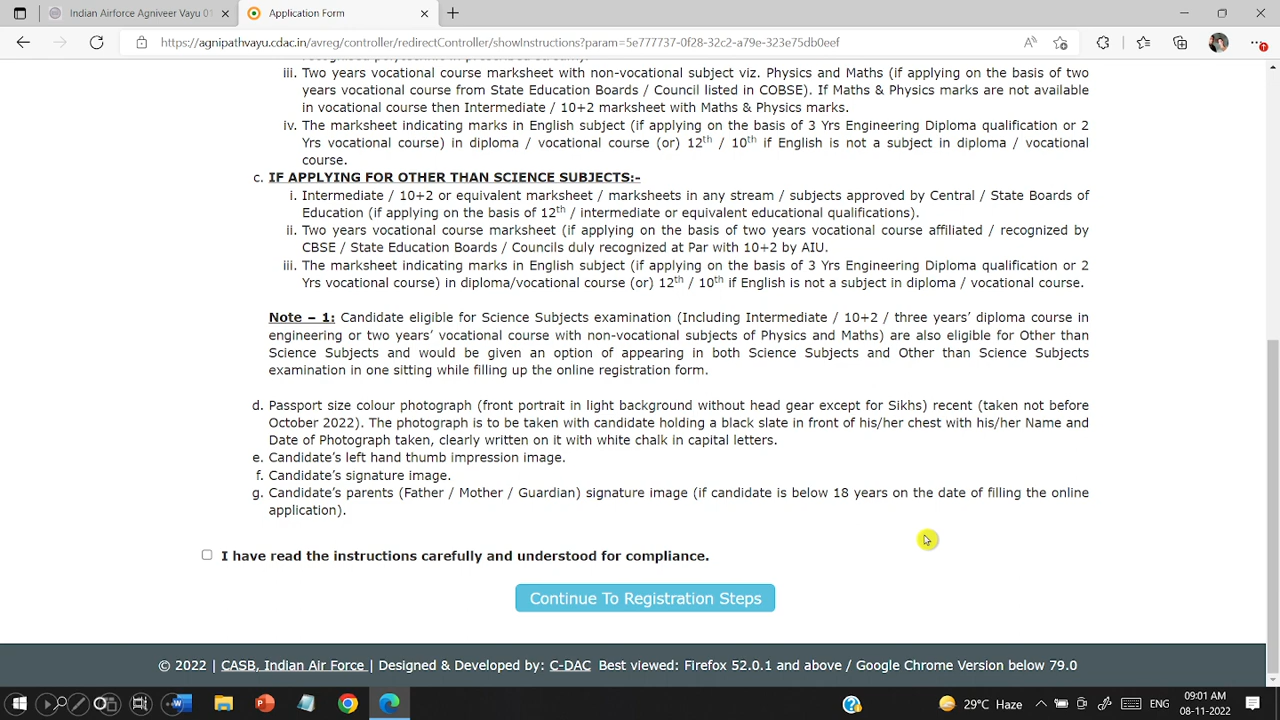 Indian Airforce Agniveer Vayu 01
Application Form
https://agnipathvayu.cdac.in/avreg/controller/redirectController/showInstructions?param=5e777737-0f28-32c2-a79e-323e75db0eef
iii. Two years vocational course marksheet with non-vocational subject viz. Physics and Maths (if applying on the basis of two
years vocational course from State Education Boards / Council listed in COBSE). If Maths & Physics marks are not available
in vocational course then Intermediate / 10+2 marksheet with Maths & Physics marks.
iv. The marksheet indicating marks in English subject (if applying on the basis of 3 Yrs Engineering Diploma qualification or 2
Yrs vocational course) in diploma / vocational course (or) 12th / 10th if English is not a subject in diploma / vocational
course.
c. IF APPLYING FOR OTHER THAN SCIENCE SUBJECTS:-
i. Intermediate / 10+2 or equivalent marksheet / marksheets in any stream / subjects approved by Central / State Boards of
Education (if applying on the basis of 12th / intermediate or equivalent educational qualifications).
ii. Two years vocational course marksheet (if applying on the basis of two years vocational course affiliated / recognized by
CBSE / State Education Boards / Councils duly recognized at Par with 10+2 by AIU.
iii. The marksheet indicating marks in English subject (if applying on the basis of 3 Yrs Engineering Diploma qualification or 2
Yrs vocational course) in diploma/vocational course (or) 12th / 10th if English is not a subject in diploma / vocational course.
Note – 1: Candidate eligible for Science Subjects examination (Including Intermediate / 10+2 / three years’ diploma course in
engineering or two years’ vocational course with non-vocational subjects of Physics and Maths) are also eligible for Other than
Science Subjects and would be given an option of appearing in both Science Subjects and Other than Science Subjects
examination in one sitting while filling up the online registration form.
d. Passport size colour photograph (front portrait in light background without head gear except for Sikhs) recent (taken not before
October 2022). The photograph is to be taken with candidate holding a black slate in front of his/her chest with his/her Name and
Date of Photograph taken, clearly written on it with white chalk in capital letters.
e. Candidate’s left hand thumb impression image.
f. Candidate’s signature image.
g. Candidate’s parents (Father / Mother / Guardian) signature image (if candidate is below 18 years on the date of filling the online
application).
I have read the instructions carefully and understood for compliance.
Continue To Registration Steps
© 2022 | CASB, Indian Air Force | Designed & Developed by: C-DAC Best viewed: Firefox 52.0.1 and above / Google Chrome Version below 79.0
29°C Haze
ENG
09:01 AM
08-11-2022